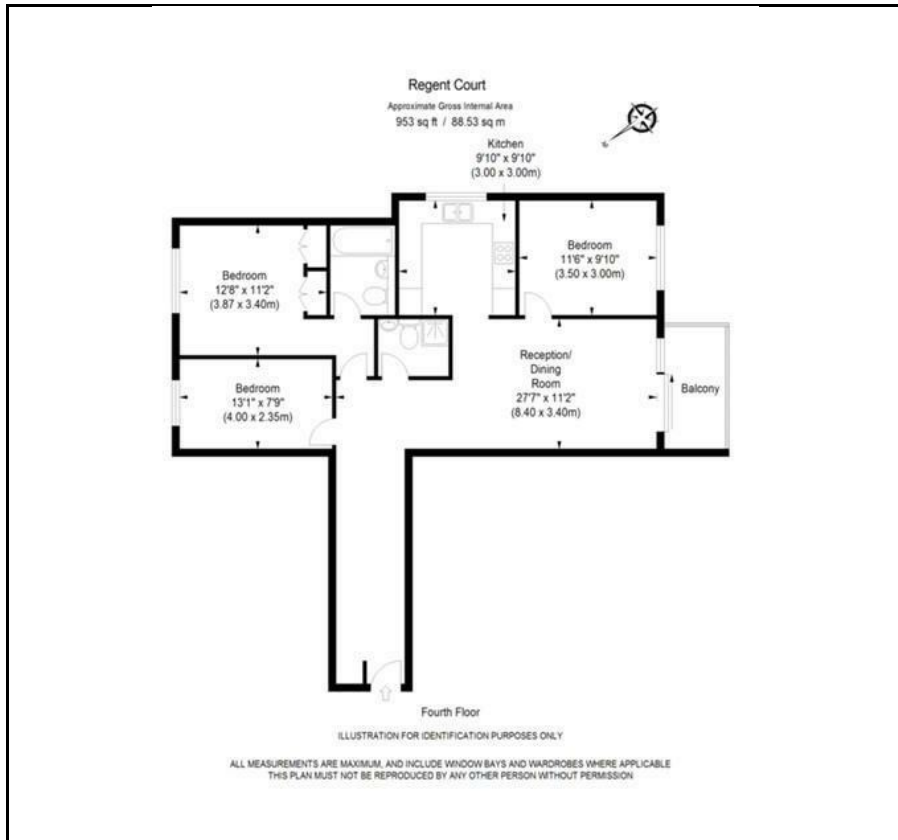 Regent Court
Approximate Gross Internal Area
953 sq ft / 88.53 sq m
Kitchen
9'10" x 9'10"
(3.00 x 3.00m)
Bedroom
12'8" x 11'2"
(3.87 x 3.40m)
Bedroom
11'6" x 9'10"
(3.50 x 3.00m)
Bedroom
13'1" x 7'9"
(4.00 x 2.35m)
Reception/
Dining
Room
27'7" x 11'2"
(8.40 x 3.40m)
Balcony
Fourth Floor
ILLUSTRATION FOR IDENTIFICATION PURPOSES ONLY
ALL MEASUREMENTS ARE MAXIMUM, AND INCLUDE WINDOW BAYS AND WARDROBES WHERE APPLICABLE
THIS PLAN MUST NOT BE REPRODUCED BY ANY OTHER PERSON WITHOUT PERMISSION